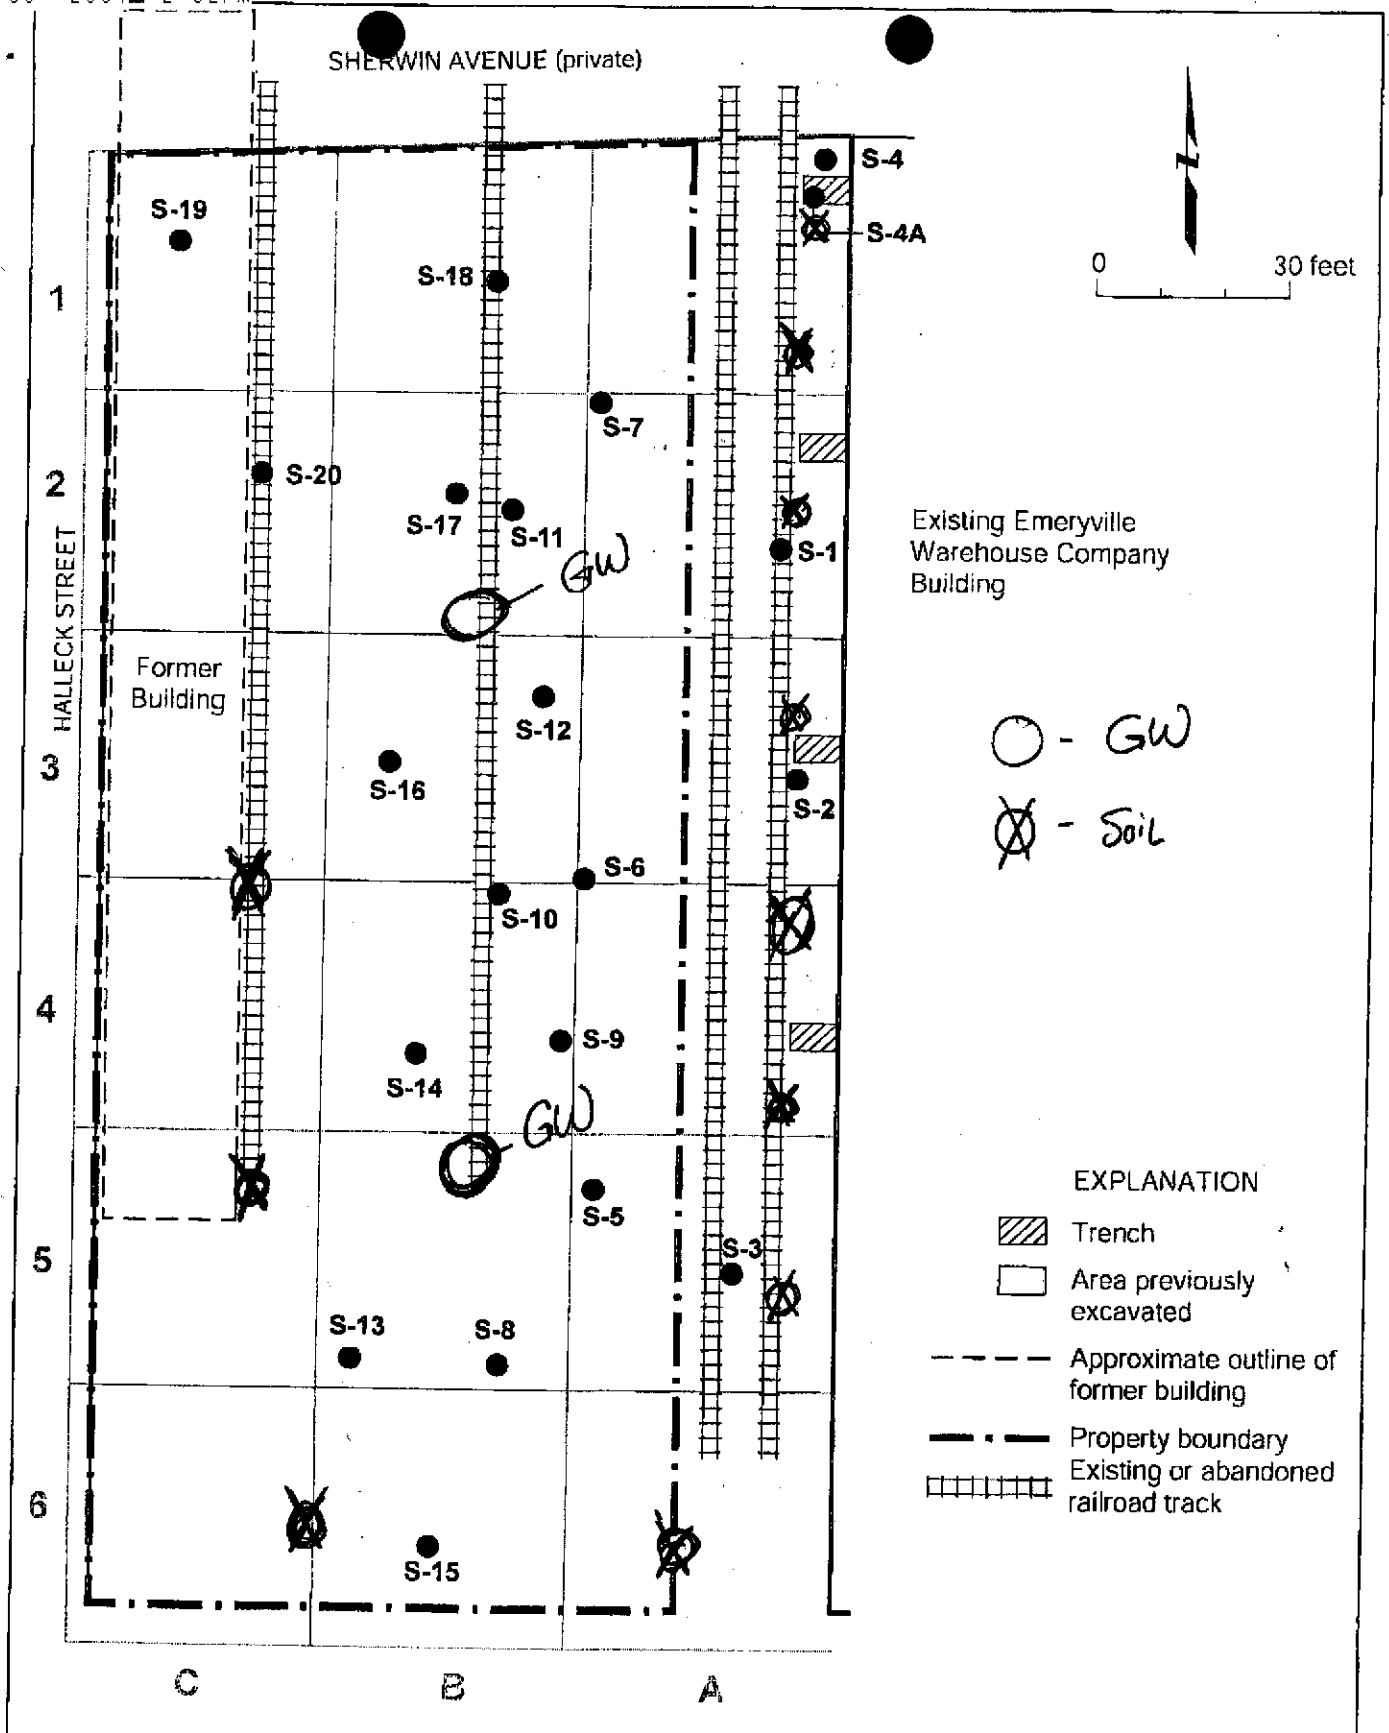 SHERWIN AVENUE (private)
S-4
S-19
S-4A
0 30 feet
S-18
1
S-7
2
S-20
S-17
S-11
GW
S-1
Existing Emeryville
Warehouse Company
Building
HALLECK STREET
Former
Building
S-12
3
S-16
S-2
- GW
- Soil
S-6
S-10
4
S-9
S-14
GW
S-5
EXPLANATION
Trench
Area previously
excavated
Approximate outline of
former building
Property boundary
Existing or abandoned
railroad track
5
S-3
S-13
S-8
6
S-15
C B A